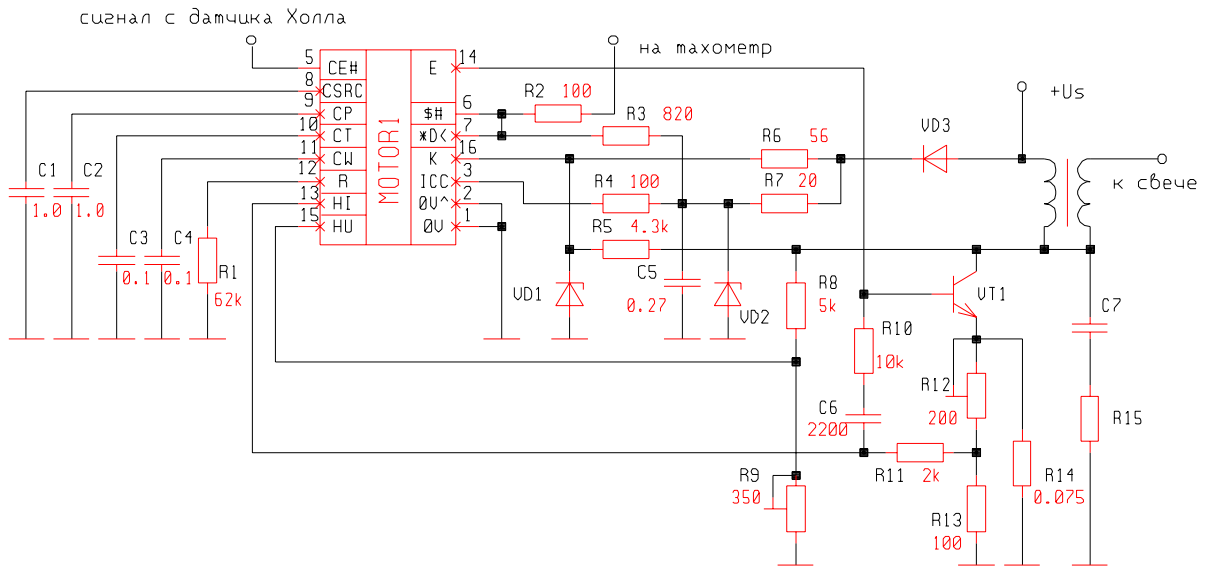 сигнал с датчика Холла
на тахометр
+Us
к свече
MOTOR1
5 CE#
8 CSRC
9 CP
10 CT
11 CW
12 R
13 HI
15 HU
E 14
$# 6
*D< 7
K 16
ICC 3
0V^ 2
0V 1
R2 100
R3 820
R6 56
VD3
R7 20
R4 100
R5 4.3k
C1 1.0
C2 1.0
C3 0.1
C4 0.1
R1 62k
VD1
C5 0.27
VD2
R8 5k
VT1
C7
R10 10k
C6 2200
R12 200
R15
R11 2k
R9 350
R14 0.075
R13 100